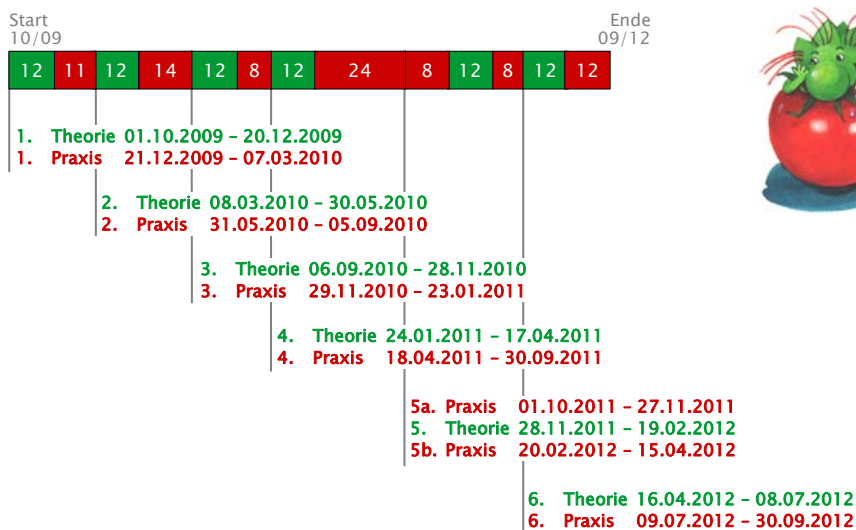 Start
10/09
Ende
09/12
12 11 12 14 12 8 12 24 8 12 8 12 12
1. Theorie 01.10.2009 – 20.12.2009
1. Praxis 21.12.2009 – 07.03.2010
2. Theorie 08.03.2010 – 30.05.2010
2. Praxis 31.05.2010 – 05.09.2010
3. Theorie 06.09.2010 – 28.11.2010
3. Praxis 29.11.2010 – 23.01.2011
4. Theorie 24.01.2011 – 17.04.2011
4. Praxis 18.04.2011 – 30.09.2011
5a. Praxis 01.10.2011 – 27.11.2011
5. Theorie 28.11.2011 – 19.02.2012
5b. Praxis 20.02.2012 – 15.04.2012
6. Theorie 16.04.2012 – 08.07.2012
6. Praxis 09.07.2012 – 30.09.2012